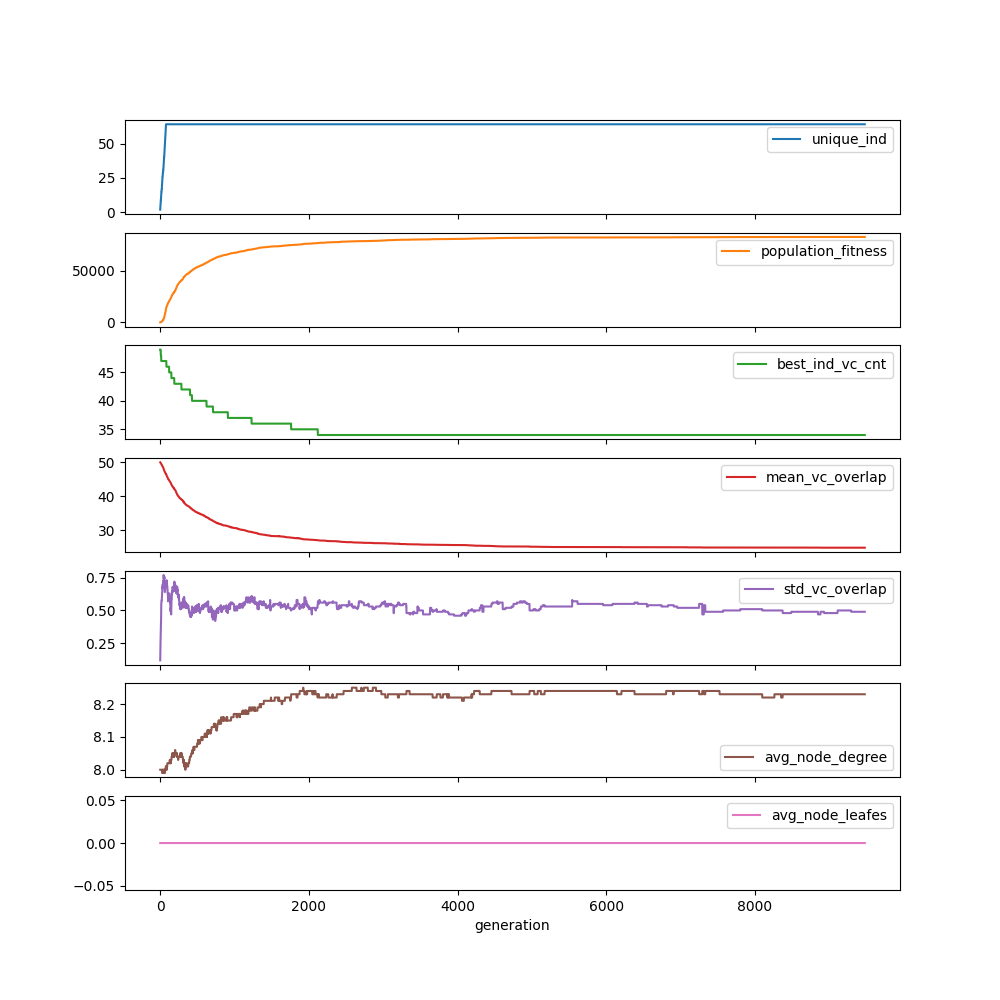 50
25
0
unique_ind
50000
0
population_fitness
45
40
35
best_ind_vc_cnt
50
40
30
mean_vc_overlap
0.75
0.50
0.25
std_vc_overlap
8.2
8.1
8.0
avg_node_degree
0.05
0.00
−0.05
avg_node_leafes
0 2000 4000 6000 8000
generation